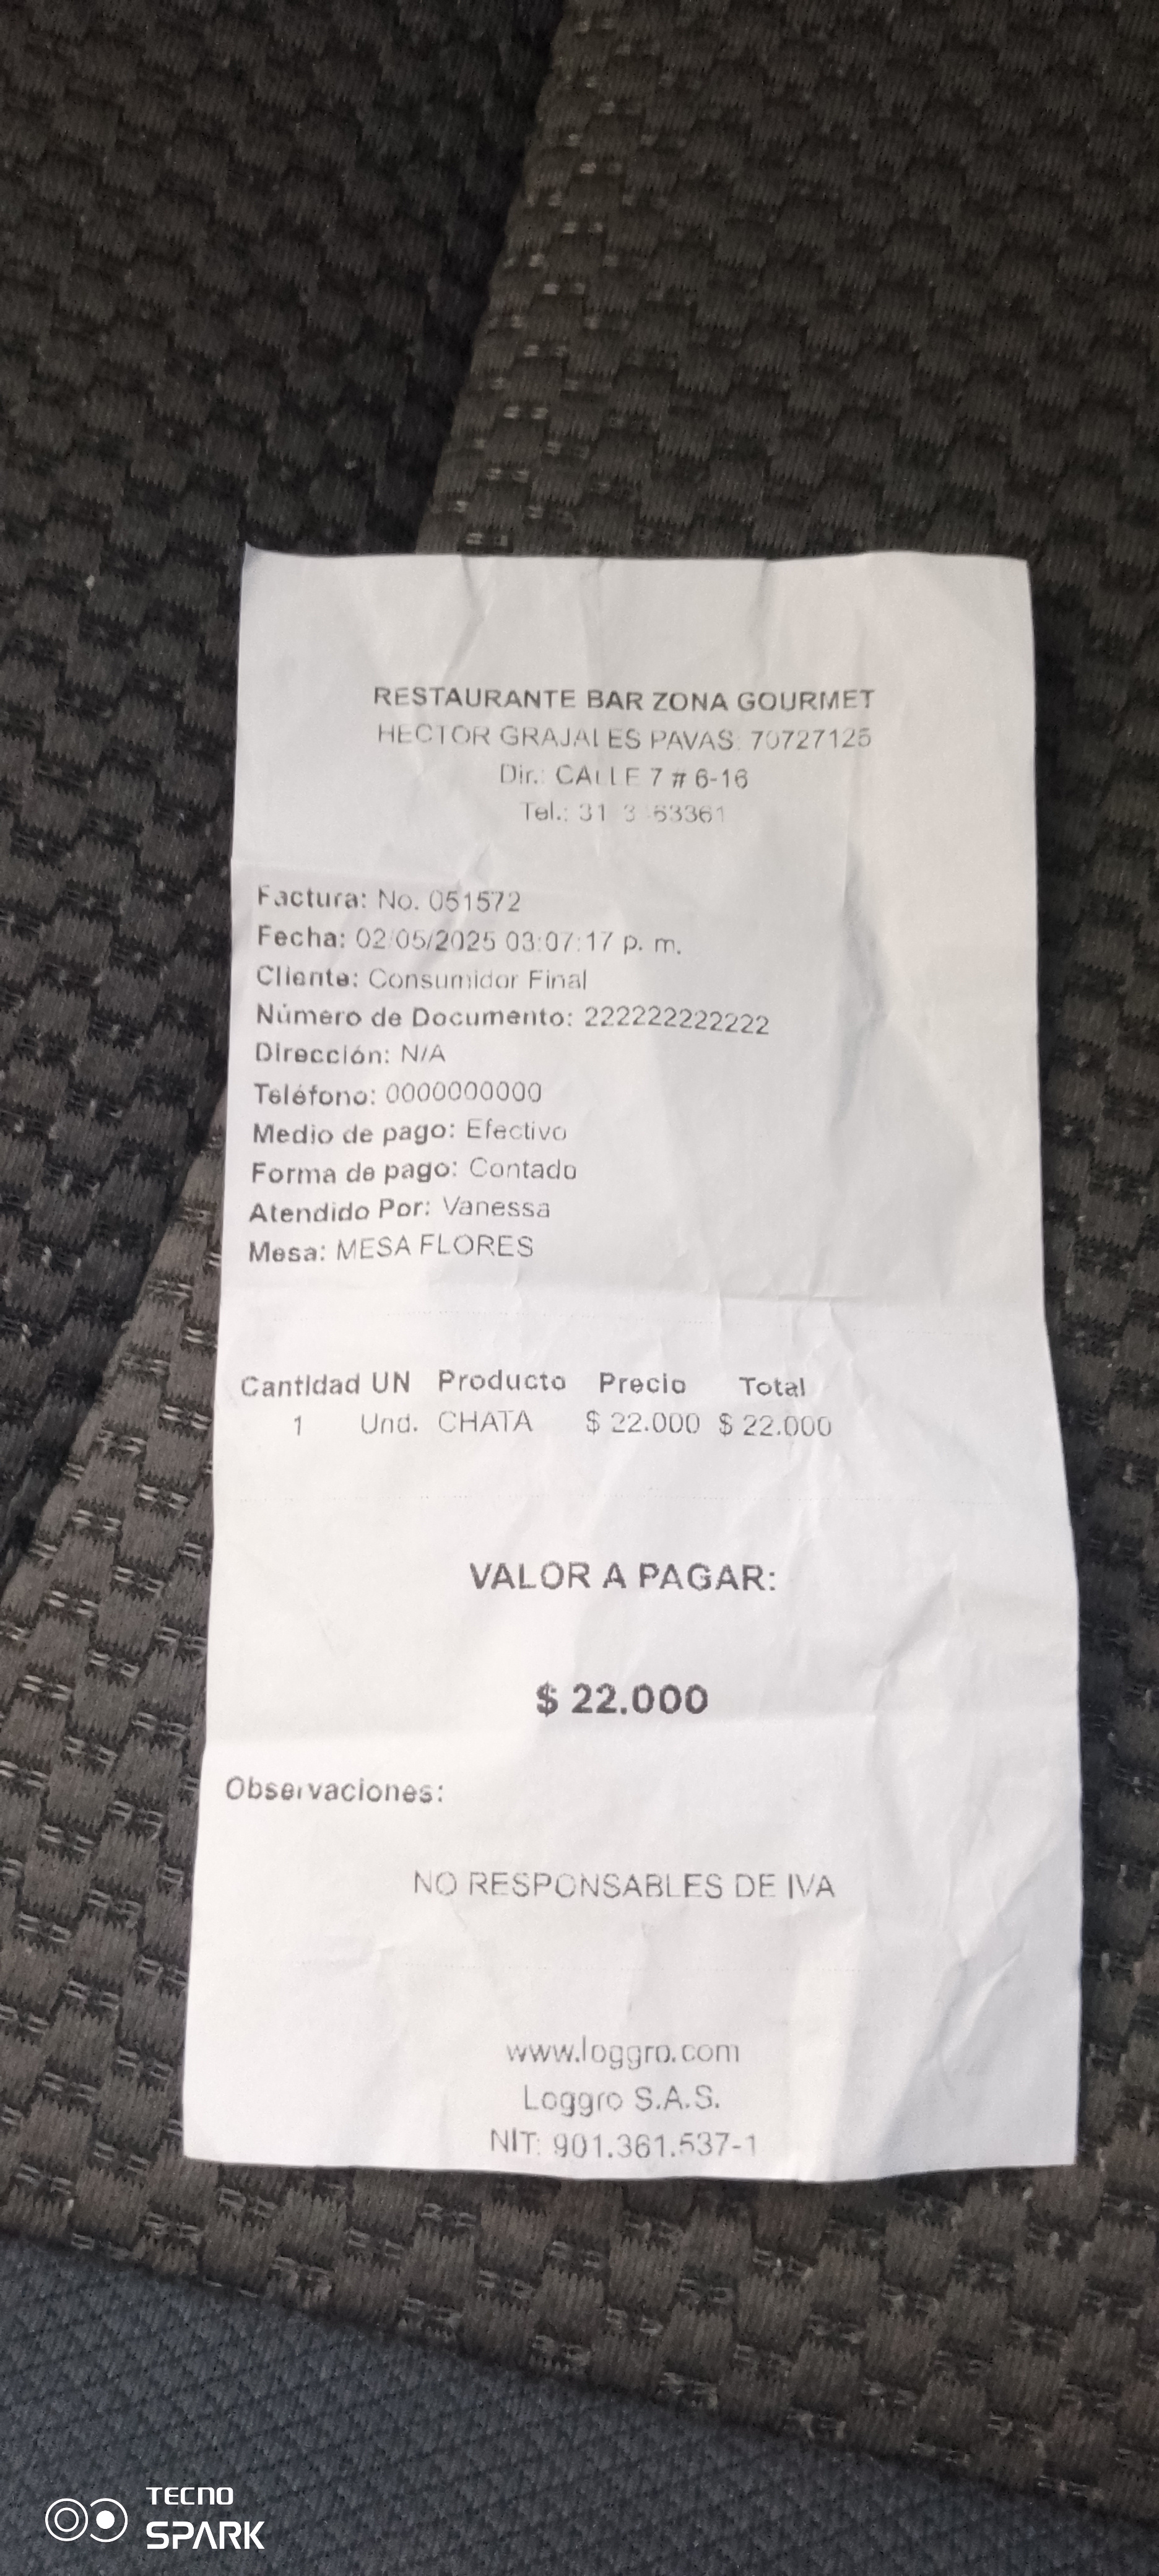 RESTAURANTE BAR ZONA GOURMET
HECTOR GRAJALES PAVAS: 70727125
Dir.: CALLE 7 # 6-16
Tel.:
Factura: No. 051572
Fecha: 02/05/2025 03:07:17 p. m.
Cliente: Consumidor Final
Número de Documento: 222222222222
Dirección: N/A
Teléfono: 0000000000
Medio de pago: Efectivo
Forma de pago: Contado
Atendido Por: Vanessa
Mesa: MESA FLORES
Cantidad UN Producto Precio Total
1 Und. CHATA $ 22.000 $ 22.000
VALOR A PAGAR:
$ 22.000
Observaciones:
NO RESPONSABLES DE IVA
www.loggro.com
Loggro S.A.S.
NIT: 901.361.537-1
TECNO
SPARK